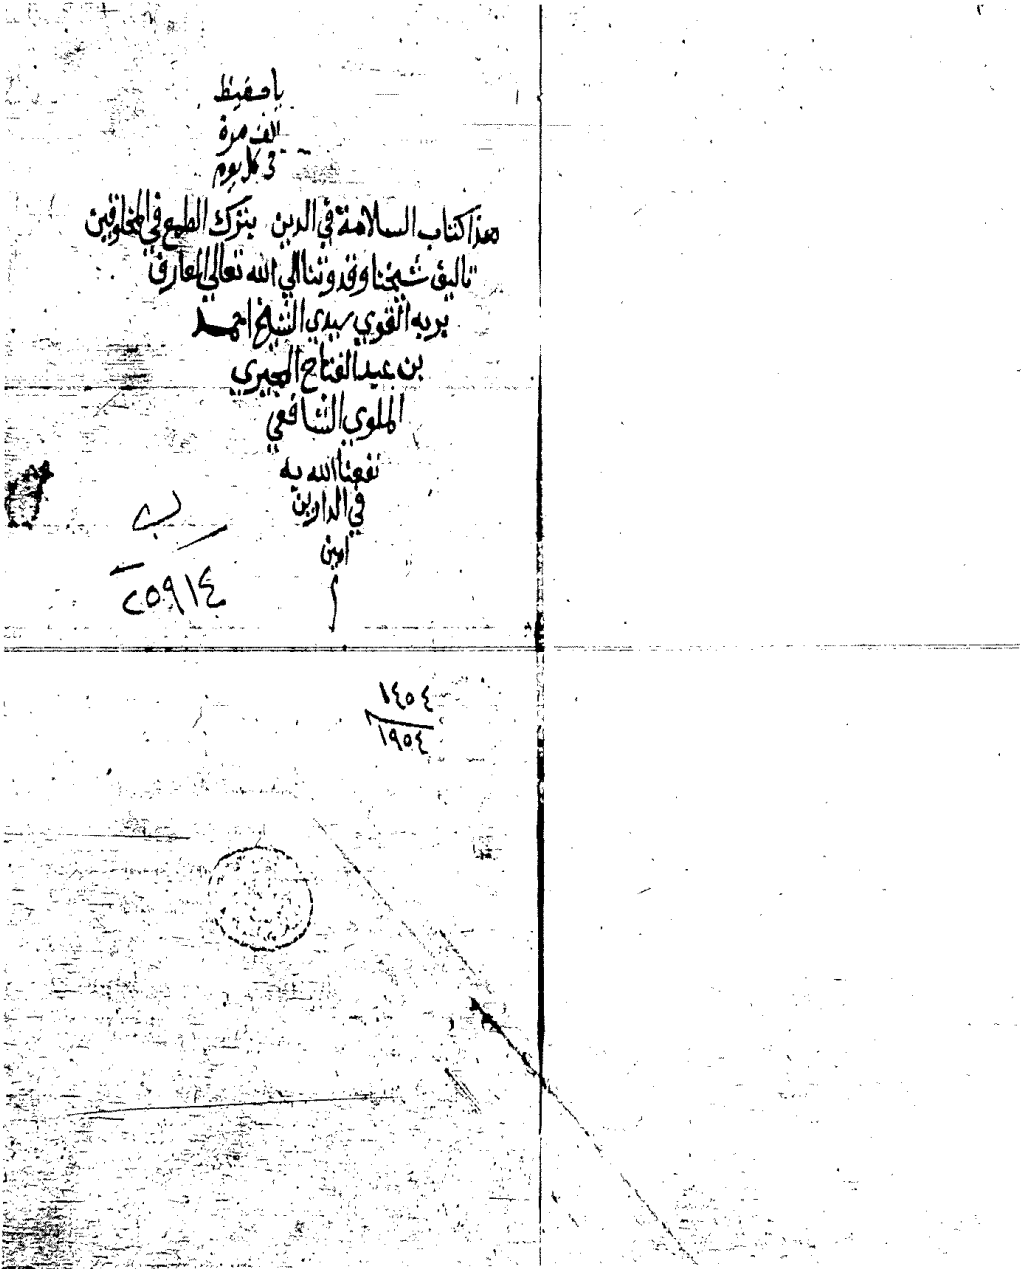 ٢
يا حفيظ
الف مرة
في كل يوم
هذا كتاب السلامة في الدين بترك الطمع في المخلوقين
تاليف شيخنا وقدوتنا الي الله تعالي العارف
بربه القوي سيدي الشيخ احمد
بن عبد الفتاح المجيري
الملوي الشافعي
نفعنا الله به
في الدارين
امين
م
ب
٢٥٩١٤
١٤٥٤
١٩٥٤